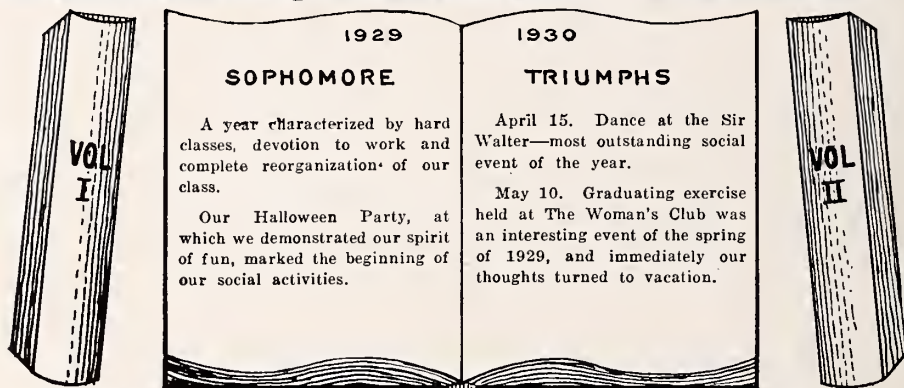 VOL
I
1929
SOPHOMORE
A year characterized by hard
classes, devotion to work and
complete reorganization of our
class.
Our Halloween Party, at
which we demonstrated our spirit
of fun, marked the beginning of
our social activities.
1930
TRIUMPHS
April 15. Dance at the Sir
Walter—most outstanding social
event of the year.
May 10. Graduating exercise
held at The Woman's Club was
an interesting event of the spring
of 1929, and immediately our
thoughts turned to vacation.
VOL
II